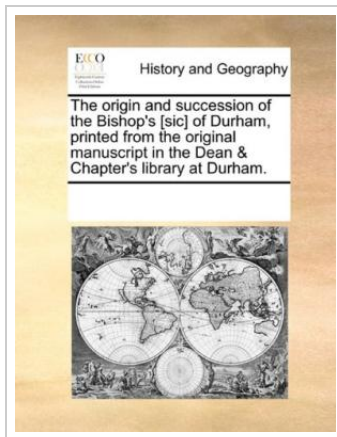 ECCO
History and Geography
The origin and succession of
the Bishop's [sic] of Durham,
printed from the original
manuscript in the Dean &
Chapter's library at Durham.